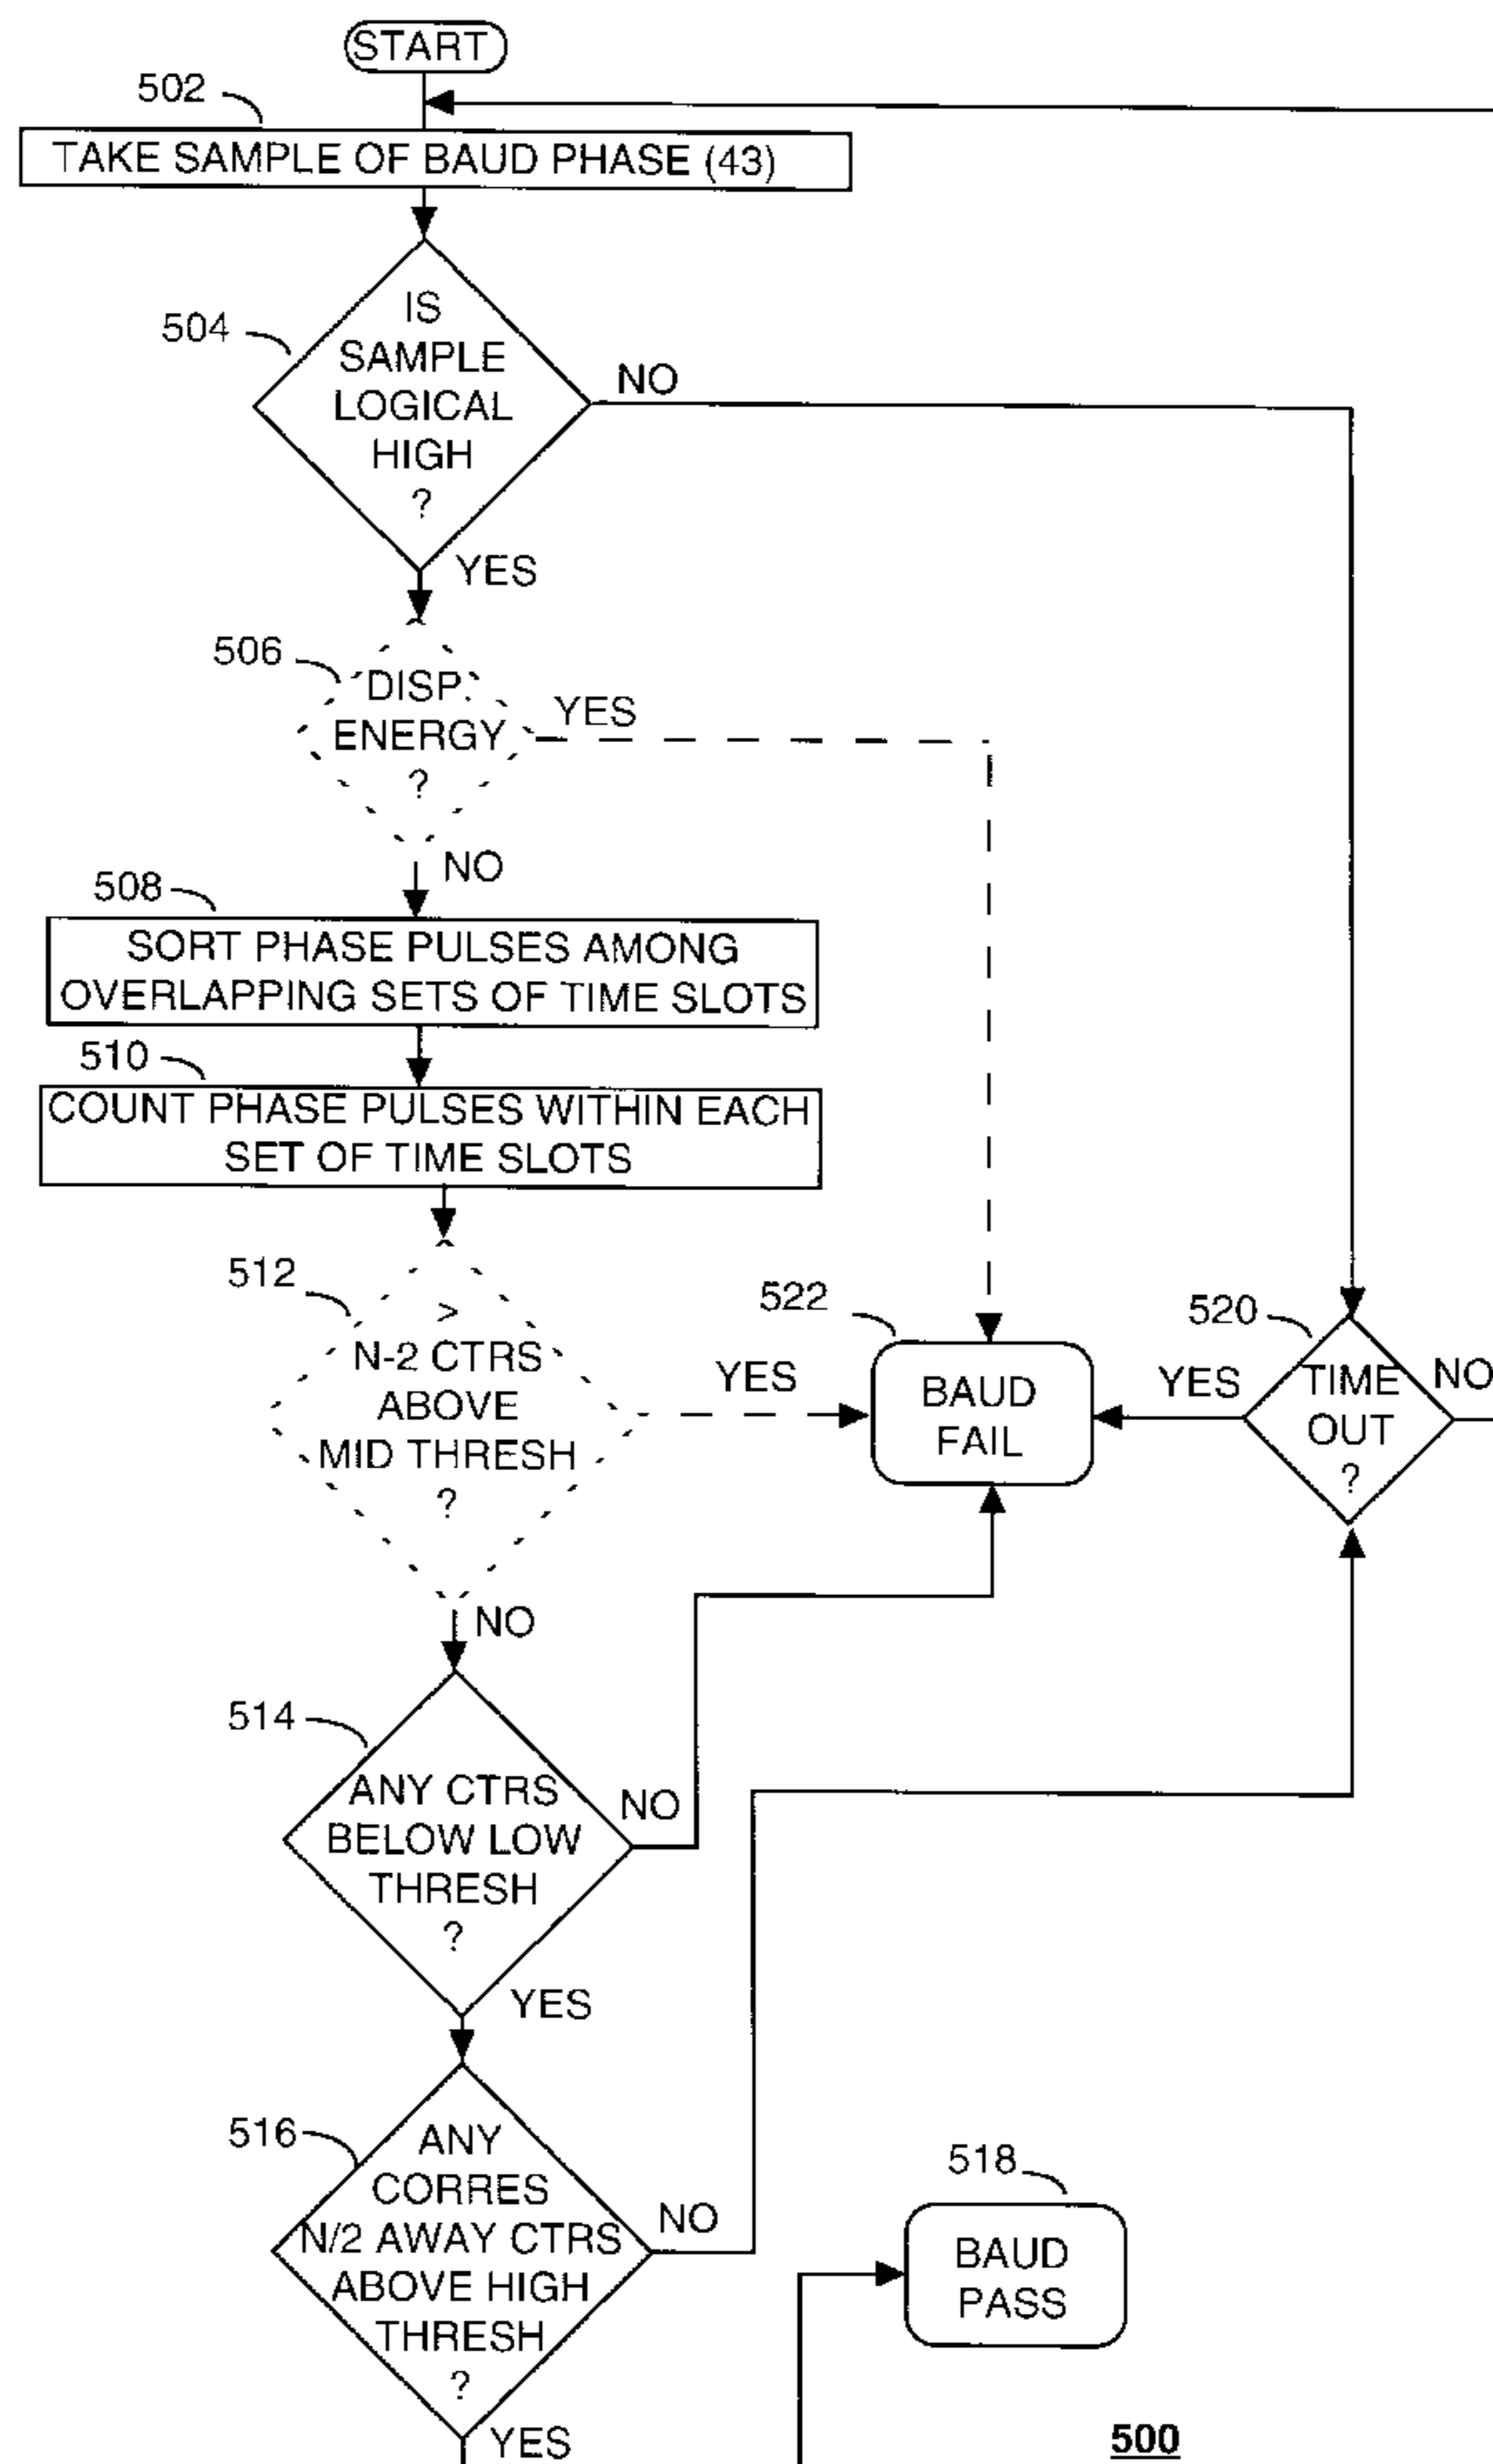 START
502
TAKE SAMPLE OF BAUD PHASE (43)
504
IS
SAMPLE
LOGICAL
HIGH
?
NO
YES
506
DISP.
ENERGY
?
YES
NO
508
SORT PHASE PULSES AMONG
OVERLAPPING SETS OF TIME SLOTS
510
COUNT PHASE PULSES WITHIN EACH
SET OF TIME SLOTS
512
>
N-2 CTRS
ABOVE
MID THRESH
?
YES
NO
522
BAUD
FAIL
520
TIME
OUT
?
YES
NO
514
ANY CTRS
BELOW LOW
THRESH
?
NO
YES
516
ANY
CORRES
N/2 AWAY CTRS
ABOVE HIGH
THRESH
?
NO
YES
518
BAUD
PASS
500